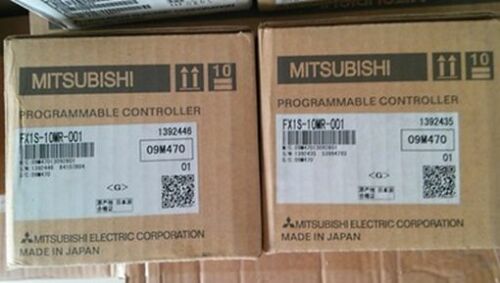 MITSUBISHI
10
PROGRAMMABLE CONTROLLER
FX1S-10MR-001
1392446
09M470
01
<G>
MITSUBISHI ELECTRIC CORPORATION
MADE IN JAPAN
MITSUBISHI
10
PROGRAMMABLE CONTROLLER
FX1S-10MR-001
1392435
09M470
01
<G>
MITSUBISHI ELECTRIC CORPORATION
MADE IN JAPAN